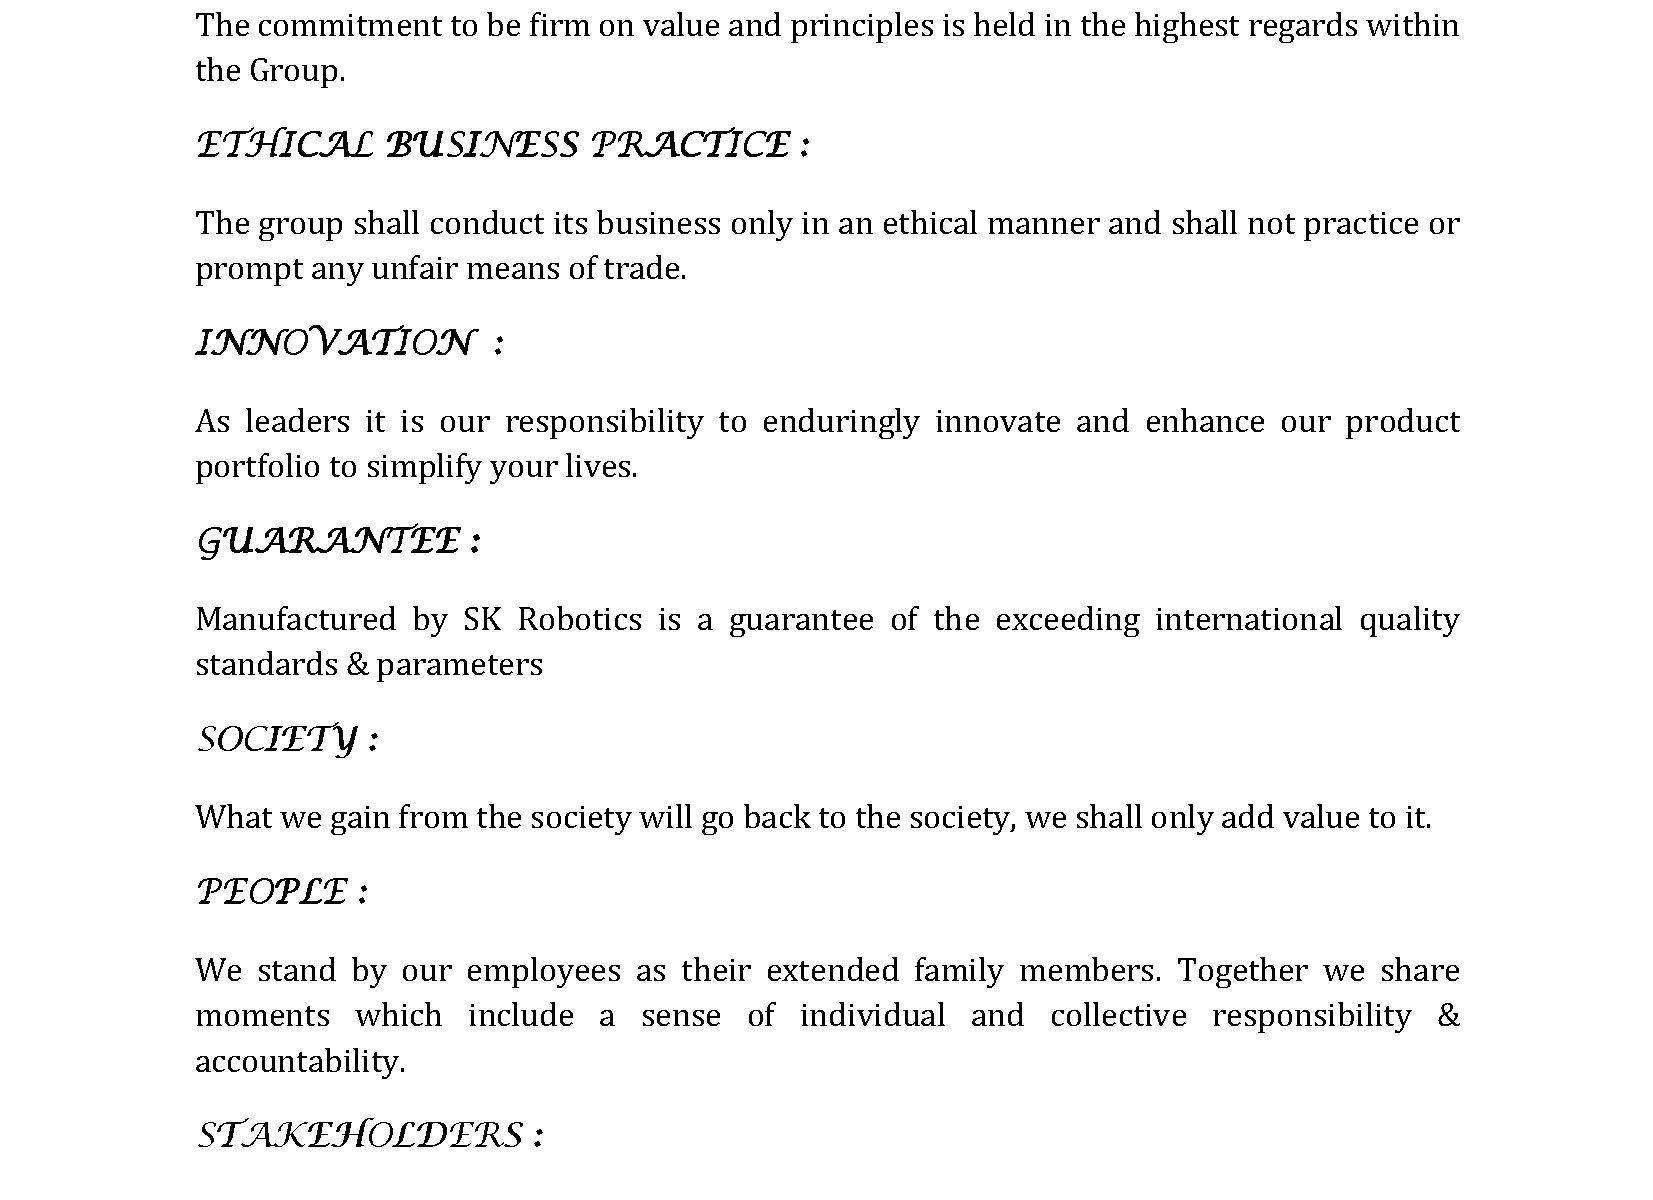 The commitment to be firm on value and principles is held in the highest regards within
the Group.
ETHICAL BUSINESS PRACTICE :
The group shall conduct its business only in an ethical manner and shall not practice or
prompt any unfair means of trade.
INNOVATION :
As leaders it is our responsibility to enduringly innovate and enhance our product
portfolio to simplify your lives.
GUARANTEE :
Manufactured by SK Robotics is a guarantee of the exceeding international quality
standards & parameters
SOCIETY :
What we gain from the society will go back to the society, we shall only add value to it.
PEOPLE :
We stand by our employees as their extended family members. Together we share
moments which include a sense of individual and collective responsibility &
accountability.
STAKEHOLDERS :